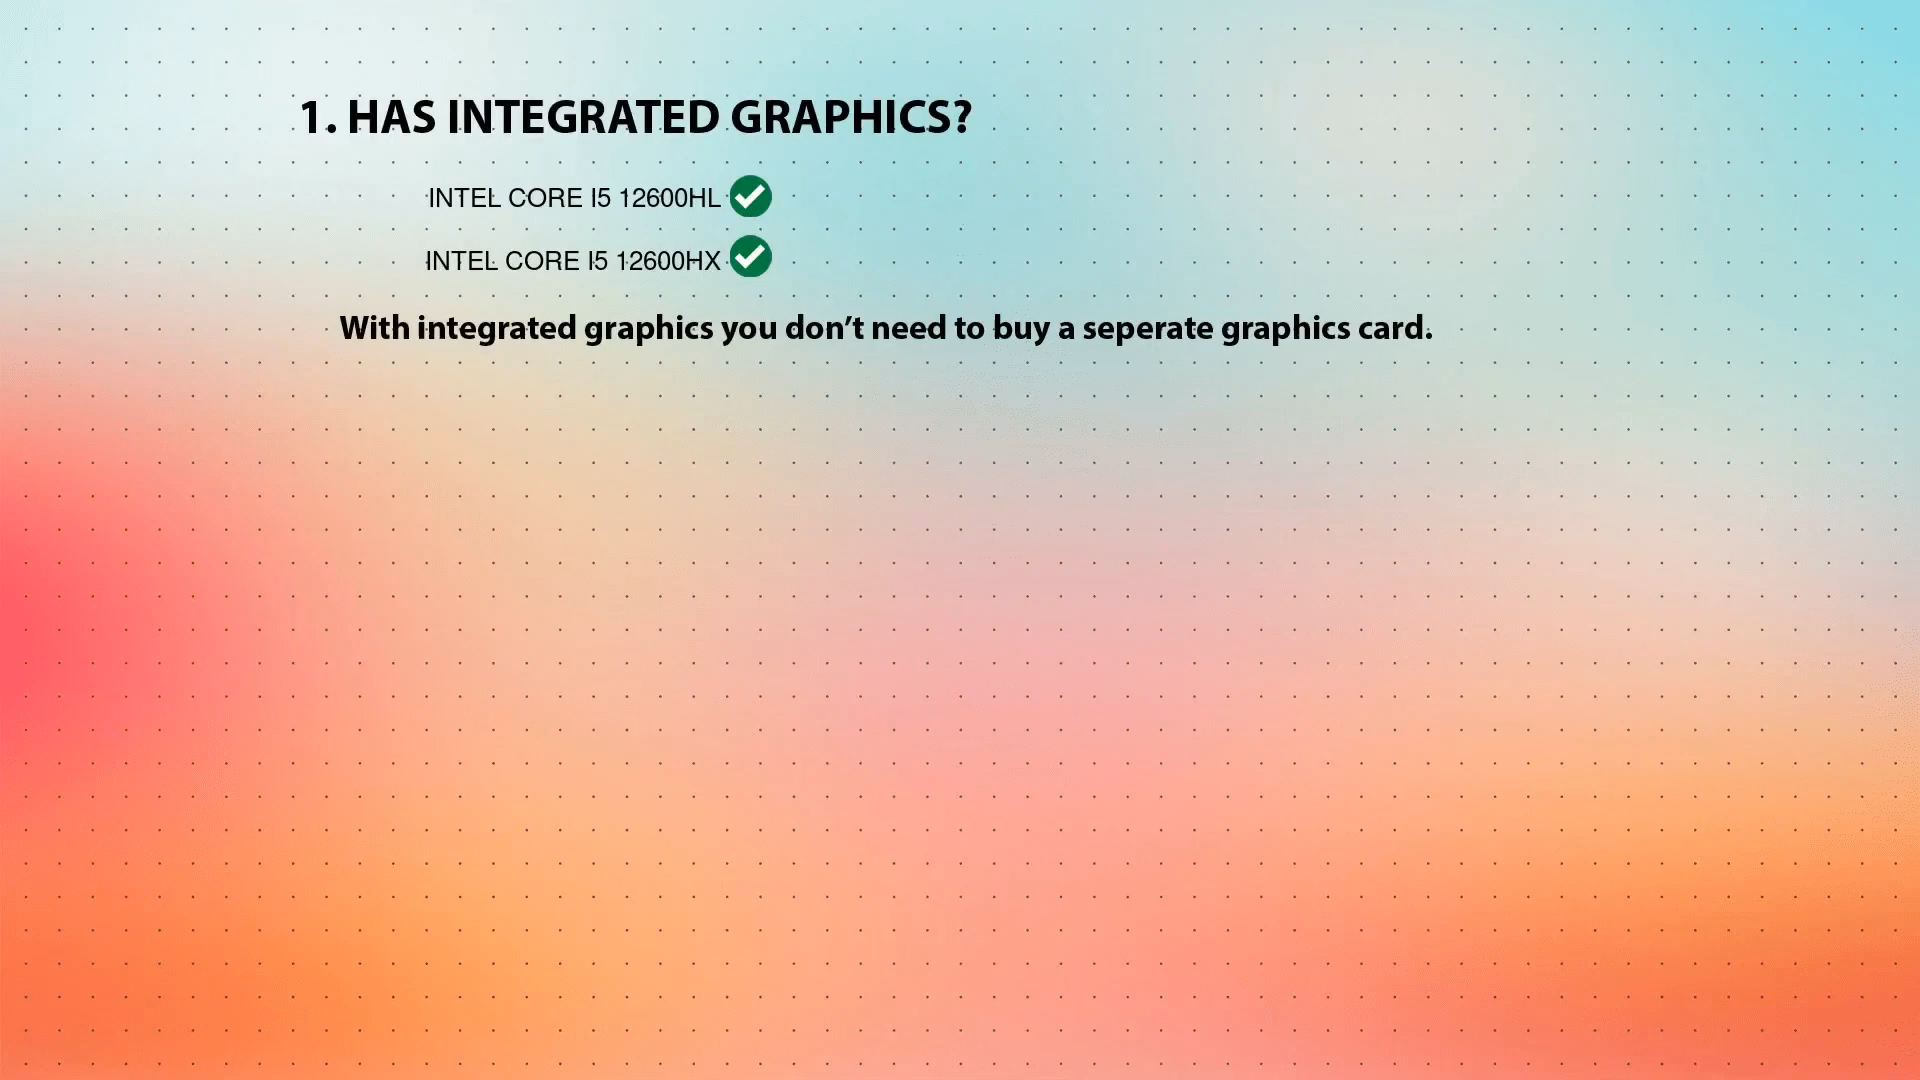 1. HAS INTEGRATED GRAPHICS?
INTEL CORE I5 12600HL
INTEL CORE I5 12600HX
With integrated graphics you don’t need to buy a seperate graphics card.